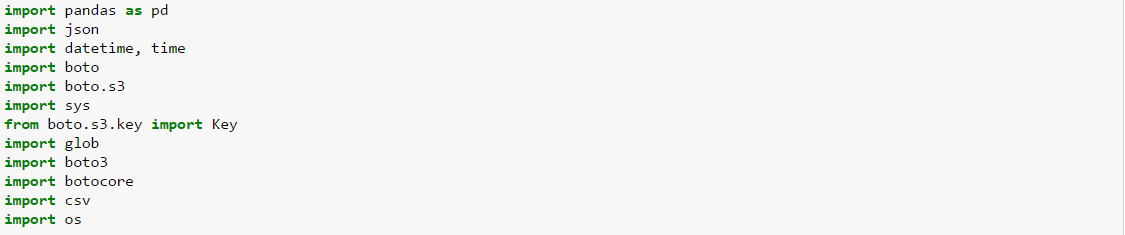 import pandas as pd
import json
import datetime, time
import boto
import boto.s3
import sys
from boto.s3.key import Key
import glob
import boto3
import botocore
import csv
import os